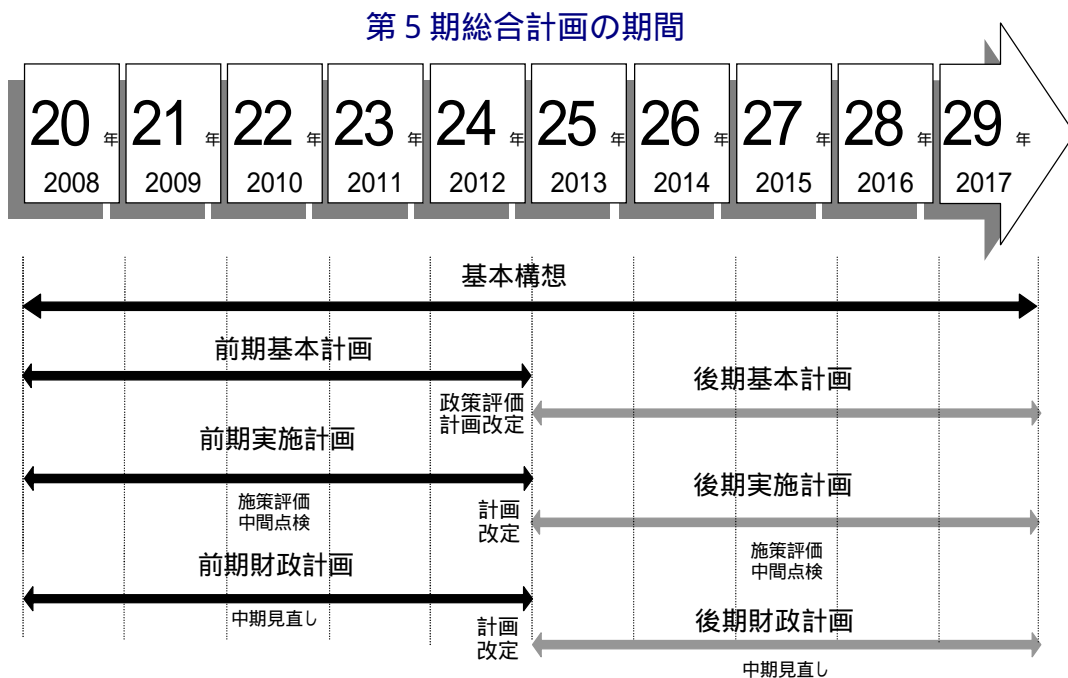 第5期総合計画の期間
20年 21年 22年 23年 24年 25年 26年 27年 28年 29年
2008 2009 2010 2011 2012 2013 2014 2015 2016 2017
基本構想
前期基本計画
後期基本計画
政策評価
計画改定
前期実施計画
後期実施計画
施策評価
中間点検
計画
改定
施策評価
中間点検
前期財政計画
中期見直し
計画
改定
後期財政計画
中期見直し